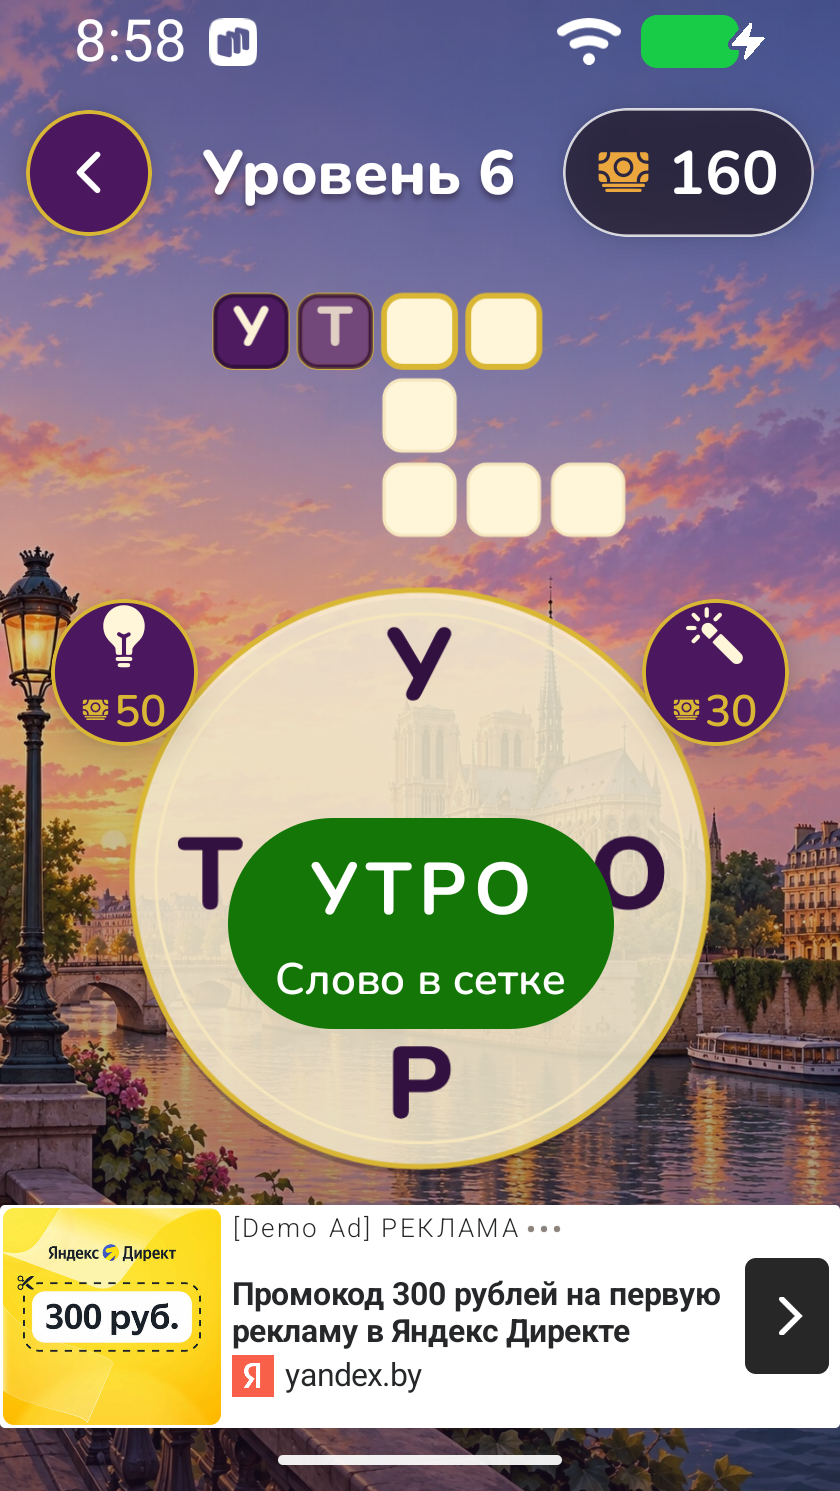 8:58
Уровень 6
160
У Т
У
50
30
Т
О
УТРО
Слово в сетке
Р
[Demo Ad] РЕКЛАМА
Яндекс Директ
300 руб.
Промокод 300 рублей на первую
рекламу в Яндекс Директе
Я yandex.by